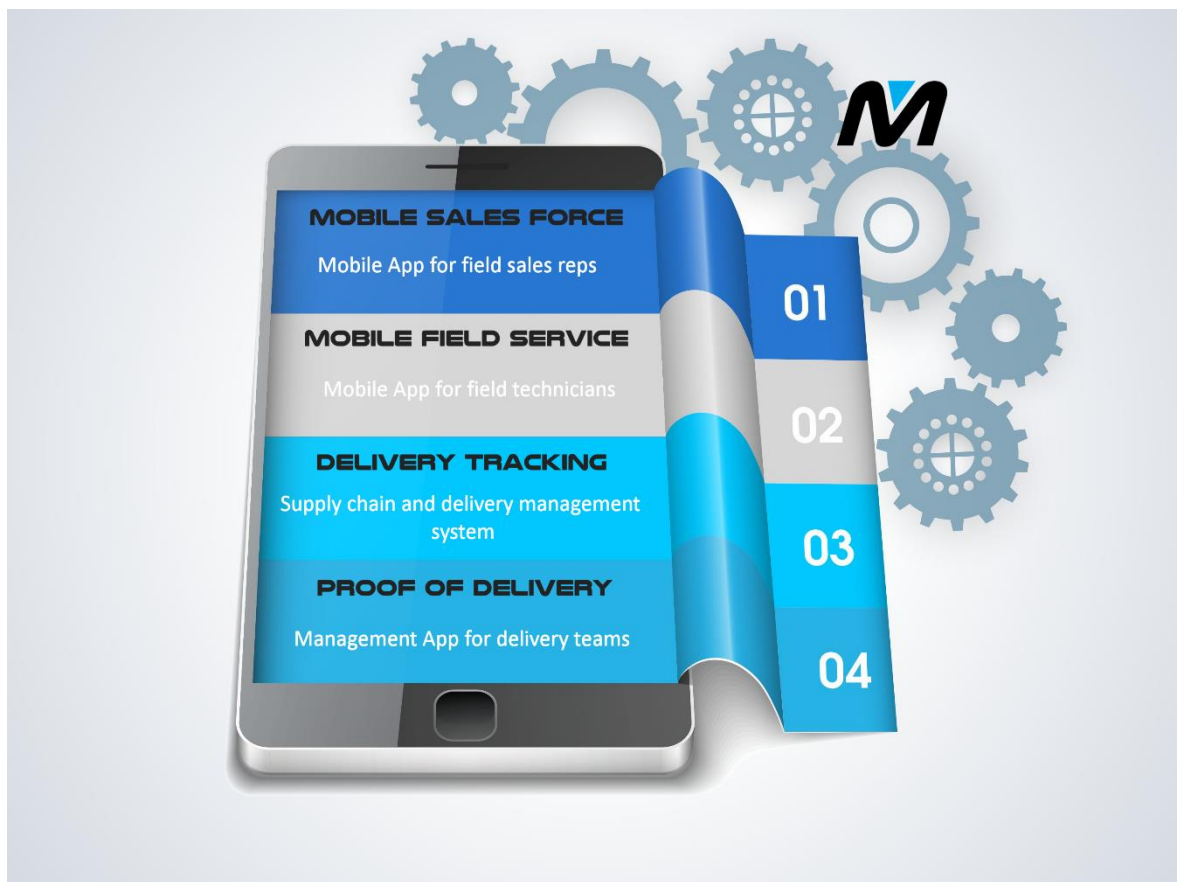 M
MOBILE SALES FORCE
Mobile App for field sales reps
01
MOBILE FIELD SERVICE
Mobile App for field technicians
02
DELIVERY TRACKING
Supply chain and delivery management
system
03
PROOF OF DELIVERY
Management App for delivery teams
04